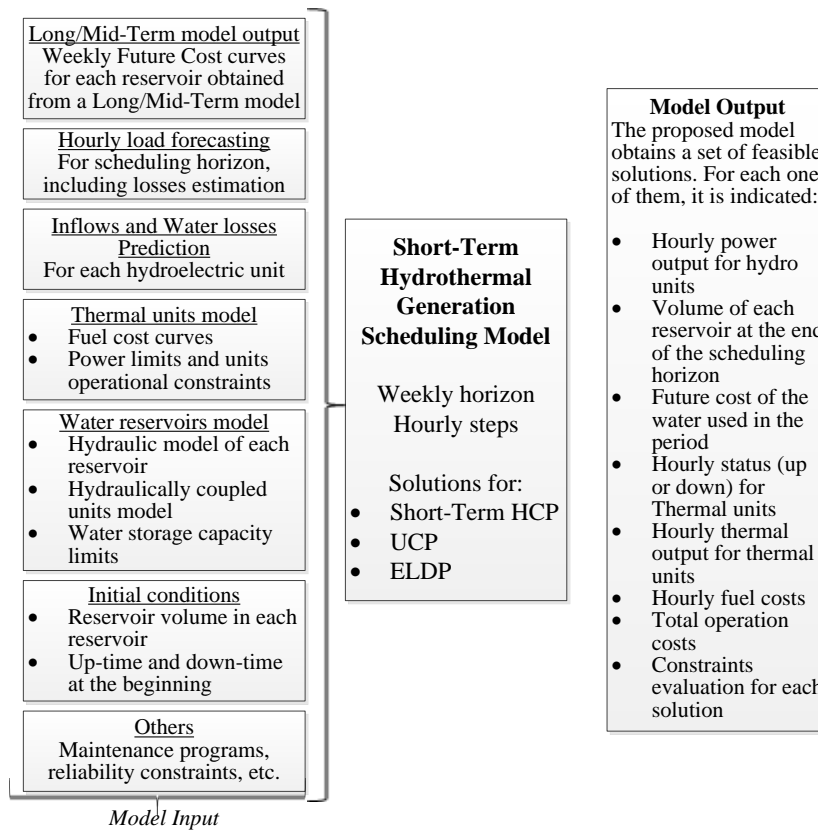 Long/Mid-Term model output
Weekly Future Cost curves
for each reservoir obtained
from a Long/Mid-Term model
Hourly load forecasting
For scheduling horizon,
including losses estimation
Inflows and Water losses
Prediction
For each hydroelectric unit
Thermal units model
• Fuel cost curves
• Power limits and units
operational constraints
Water reservoirs model
• Hydraulic model of each
reservoir
• Hydraulically coupled
units model
• Water storage capacity
limits
Initial conditions
• Reservoir volume in each
reservoir
• Up-time and down-time
at the beginning
Others
Maintenance programs,
reliability constraints, etc.
Model Input
Short-Term
Hydrothermal
Generation
Scheduling Model
Weekly horizon
Hourly steps
Solutions for:
• Short-Term HCP
• UCP
• ELDP
Model Output
The proposed model
obtains a set of feasible
solutions. For each one
of them, it is indicated:
• Hourly power
output for hydro
units
• Volume of each
reservoir at the end
of the scheduling
horizon
• Future cost of the
water used in the
period
• Hourly status (up
or down) for
Thermal units
• Hourly thermal
output for thermal
units
• Hourly fuel costs
• Total operation
costs
• Constraints
evaluation for each
solution